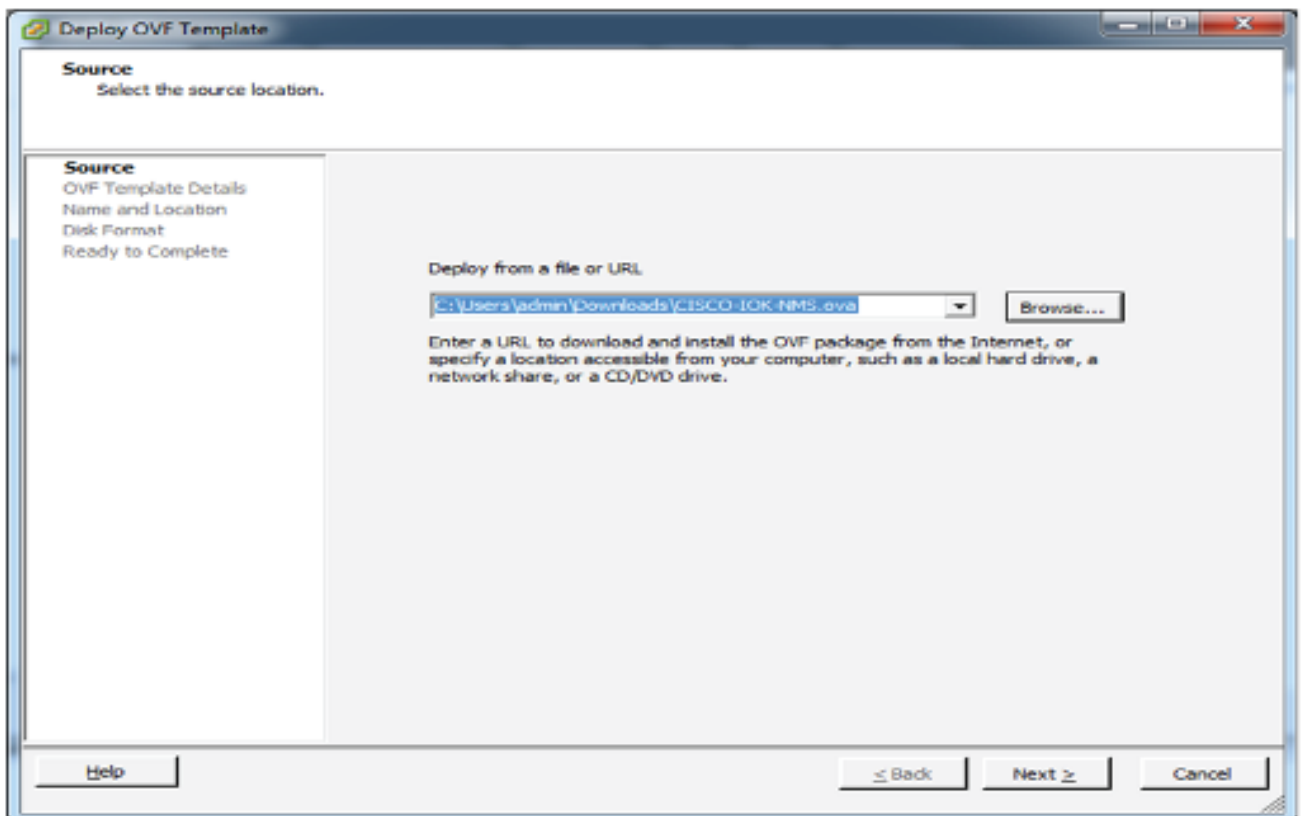 Deploy OVF Template
Source
Select the source location.
Source
OVF Template Details
Name and Location
Disk Format
Ready to Complete
Deploy from a file or URL
C:\Users\admin\Downloads\CISCO-IOK-NMS.ova
Browse...
Enter a URL to download and install the OVF package from the Internet, or
specify a location accessible from your computer, such as a local hard drive, a
network share, or a CD/DVD drive.
Help
< Back
Next >
Cancel